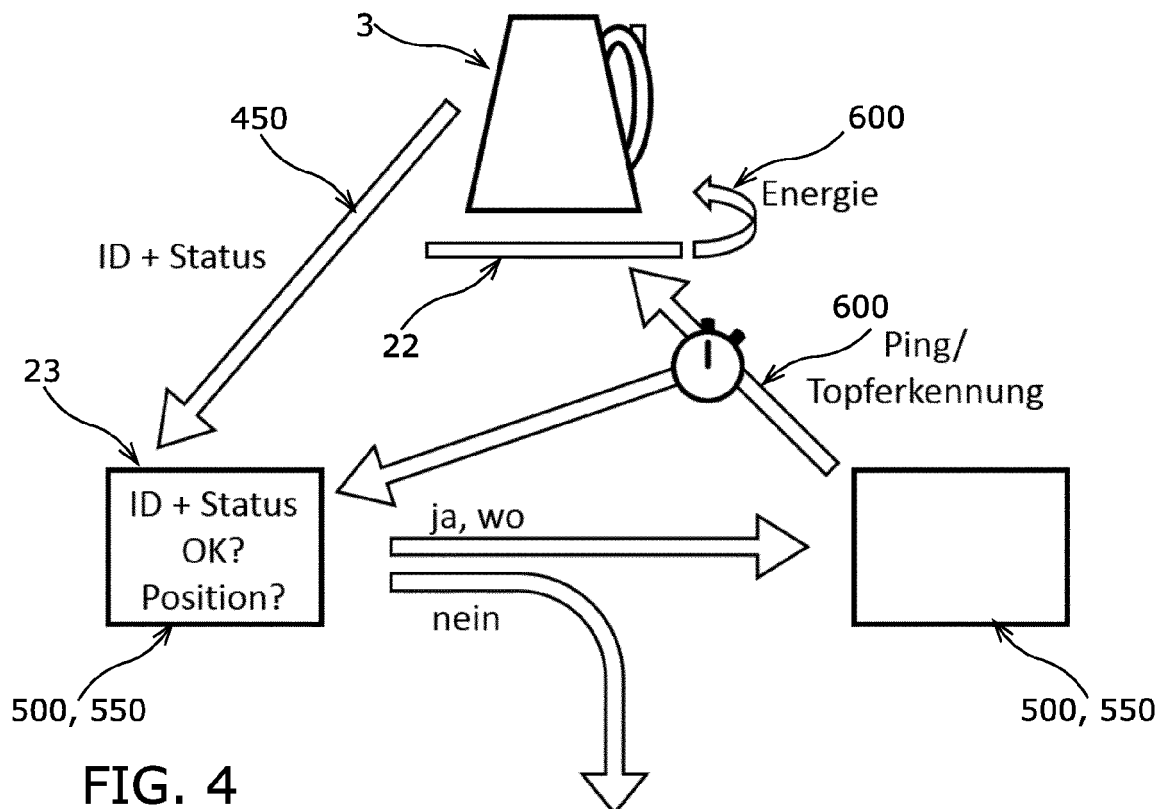 3
450
600
Energie
ID + Status
22
600
Ping/
Topferkennung
23
ID + Status
OK?
Position?
ja, wo
nein
500, 550
500, 550
FIG. 4